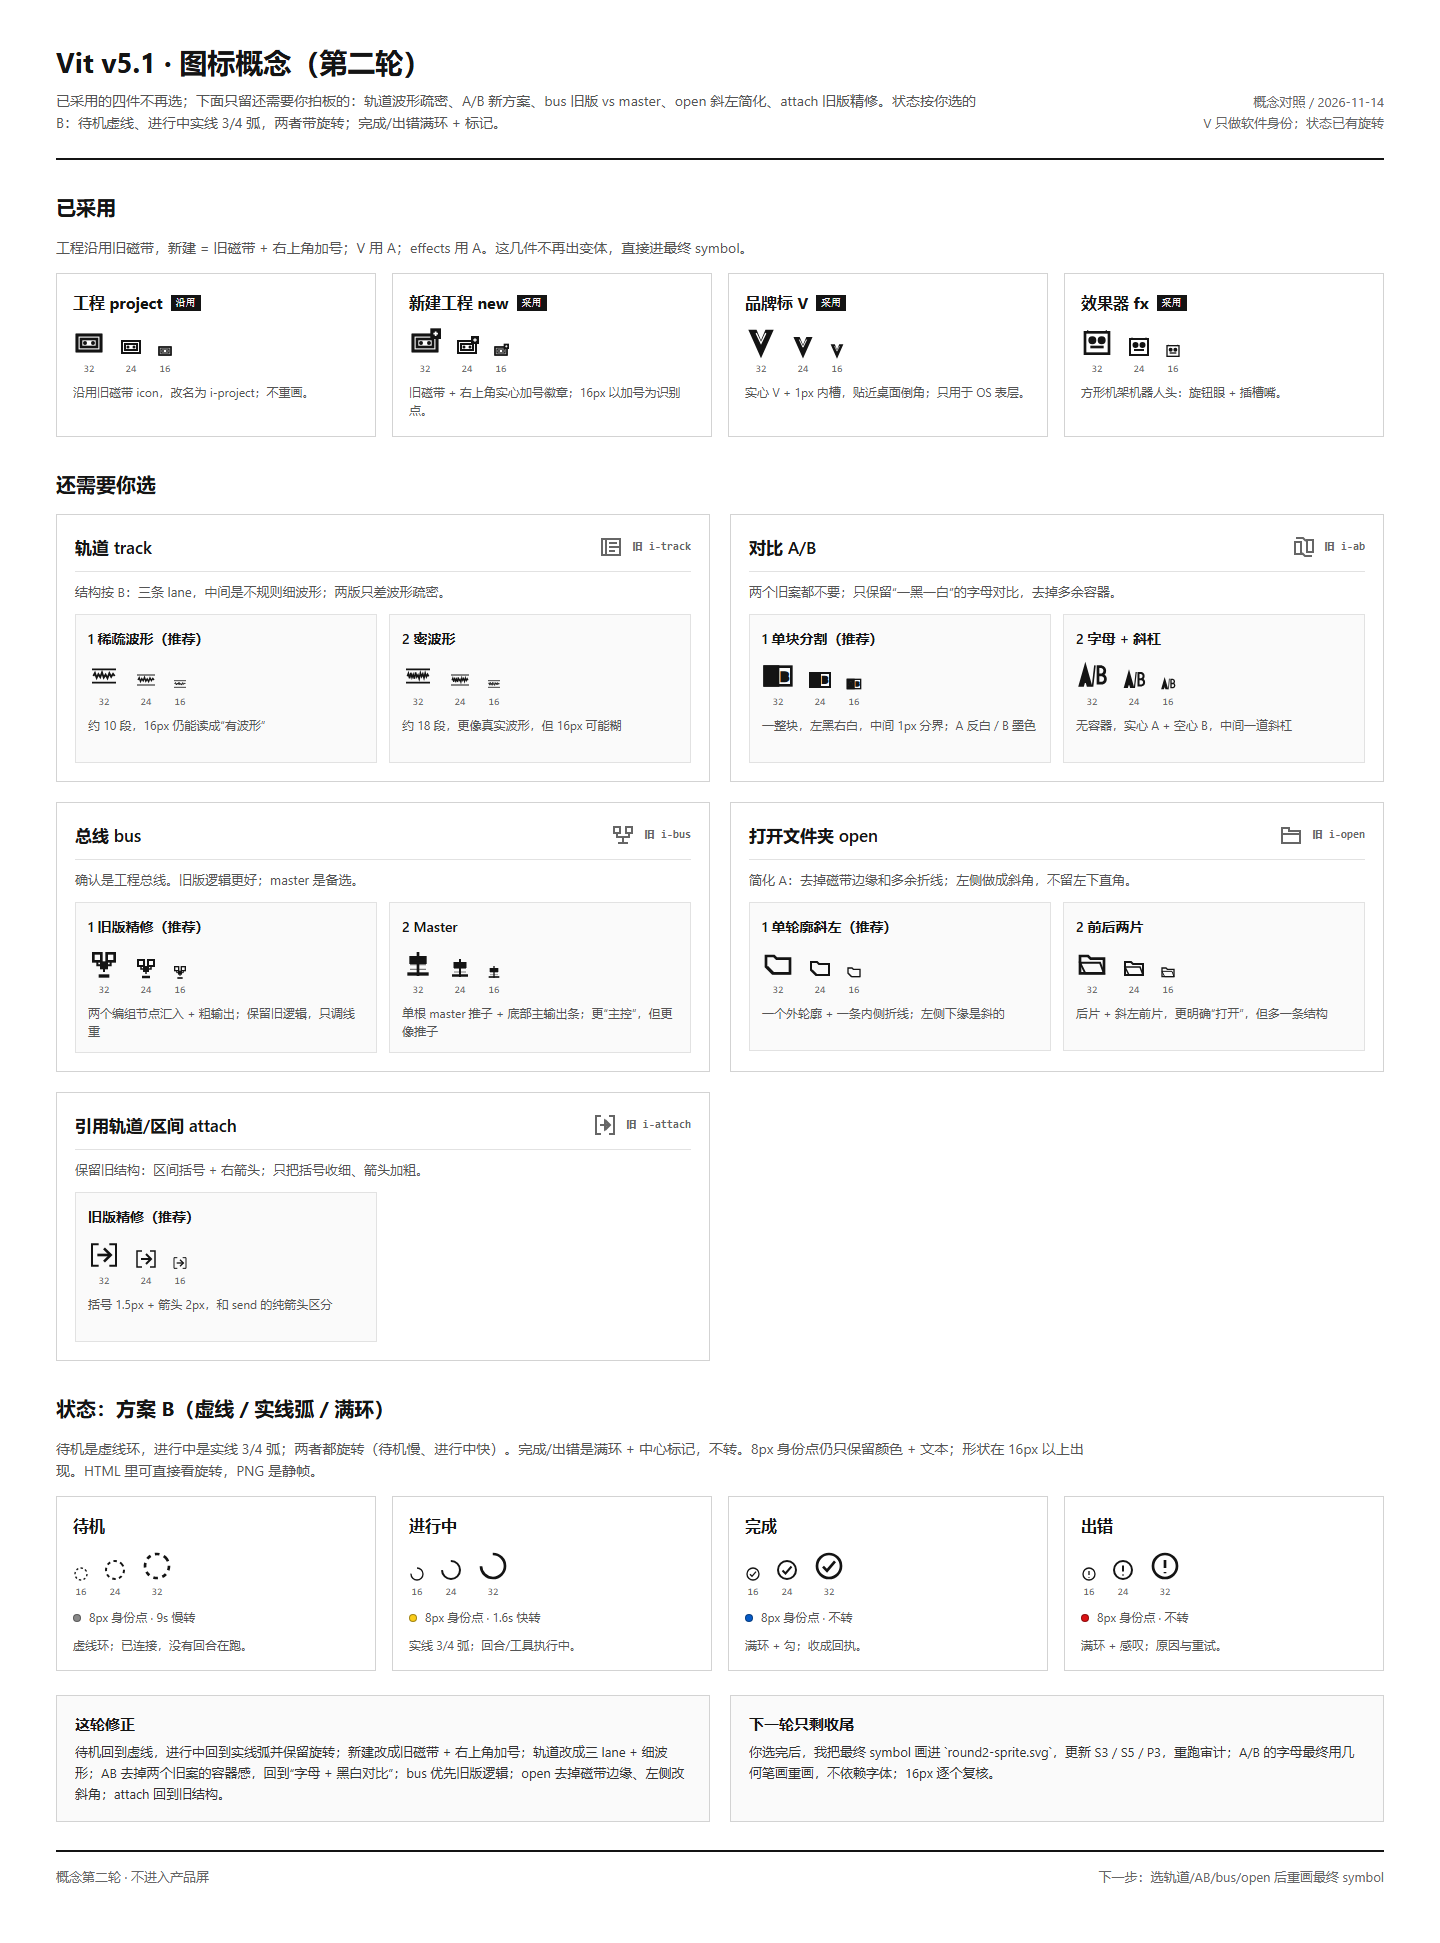 Vit v5.1 · 图标概念（第二轮）
已采用的四件不再选；下面只留还需要你拍板的：轨道波形疏密、A/B 新方案、bus 旧版 vs master、open 斜左简化、attach 旧版精修。状态按你选的
B：待机虚线、进行中实线 3/4 弧，两者带旋转；完成/出错满环 + 标记。
概念对照 / 2026-11-14
V 只做软件身份；状态已有旋转
已采用
工程沿用旧磁带，新建 = 旧磁带 + 右上角加号；V 用 A；effects 用 A。这几件不再出变体，直接进最终 symbol。
工程 project 沿用
32 24 16
沿用旧磁带 icon，改名为 i-project；不重画。
新建工程 new 采用
32 24 16
旧磁带 + 右上角实心加号徽章；16px 以加号为识别
点。
品牌标 V 采用
32 24 16
实心 V + 1px 内槽，贴近桌面倒角；只用于 OS 表层。
效果器 fx 采用
32 24 16
方形机架机器人头：旋钮眼 + 插槽嘴。
还需要你选
轨道 track
旧 i-track
结构按 B：三条 lane，中间是不规则细波形；两版只差波形疏密。
1 稀疏波形（推荐）
32 24 16
约 10 段，16px 仍能读成“有波形”
2 密波形
32 24 16
约 18 段，更像真实波形，但 16px 可能糊
对比 A/B
旧 i-ab
两个旧案都不要；只保留“一黑一白”的字母对比，去掉多余容器。
1 单块分割（推荐）
B B B
32 24 16
一整块，左黑右白，中间 1px 分界；A 反白 / B 墨色
2 字母 + 斜杠
A/B A/B A/B
32 24 16
无容器，实心 A + 空心 B，中间一道斜杠
总线 bus
旧 i-bus
确认是工程总线。旧版逻辑更好；master 是备选。
1 旧版精修（推荐）
32 24 16
两个编组节点汇入 + 粗输出；保留旧逻辑，只调线
重
2 Master
32 24 16
单根 master 推子 + 底部主输出条；更“主控”，但更
像推子
打开文件夹 open
旧 i-open
简化 A：去掉磁带边缘和多余折线；左侧做成斜角，不留左下直角。
1 单轮廓斜左（推荐）
32 24 16
一个外轮廓 + 一条内侧折线；左侧下缘是斜的
2 前后两片
32 24 16
后片 + 斜左前片，更明确“打开”，但多一条结构
引用轨道/区间 attach
旧 i-attach
保留旧结构：区间括号 + 右箭头；只把括号收细、箭头加粗。
旧版精修（推荐）
32 24 16
括号 1.5px + 箭头 2px，和 send 的纯箭头区分
状态：方案 B（虚线 / 实线弧 / 满环）
待机是虚线环，进行中是实线 3/4 弧；两者都旋转（待机慢、进行中快）。完成/出错是满环 + 中心标记，不转。8px 身份点仍只保留颜色 + 文本；形状在 16px 以上出
现。HTML 里可直接看旋转，PNG 是静帧。
待机
16 24 32
8px 身份点 · 9s 慢转
虚线环；已连接，没有回合在跑。
进行中
16 24 32
8px 身份点 · 1.6s 快转
实线 3/4 弧；回合/工具执行中。
完成
16 24 32
8px 身份点 · 不转
满环 + 勾；收成回执。
出错
16 24 32
8px 身份点 · 不转
满环 + 感叹；原因与重试。
这轮修正
待机回到虚线，进行中回到实线弧并保留旋转；新建改成旧磁带 + 右上角加号；轨道改成三 lane + 细波
形；AB 去掉两个旧案的容器感，回到“字母 + 黑白对比”；bus 优先旧版逻辑；open 去掉磁带边缘、左侧改
斜角；attach 回到旧结构。
下一轮只剩收尾
你选完后，我把最终 symbol 画进 `round2-sprite.svg`，更新 S3 / S5 / P3，重跑审计；A/B 的字母最终用几
何笔画重画，不依赖字体；16px 逐个复核。
概念第二轮 · 不进入产品屏
下一步：选轨道/AB/bus/open 后重画最终 symbol